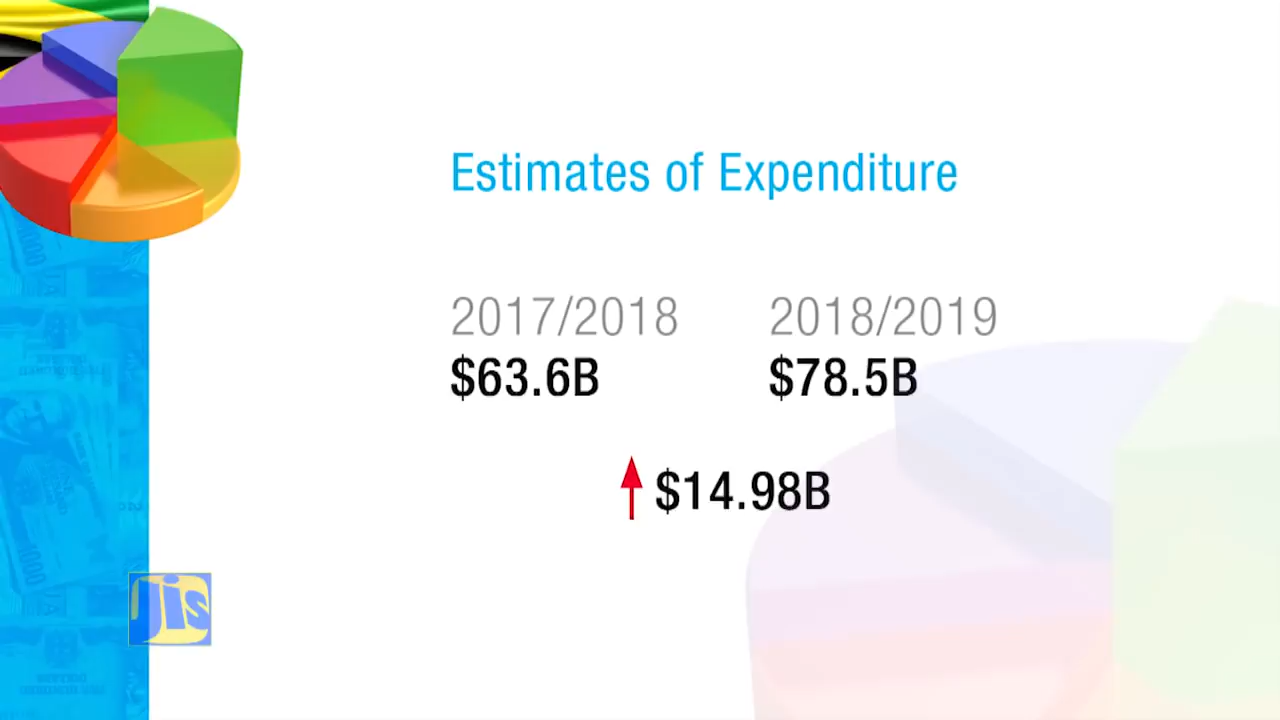 Estimates of Expenditure
2017/2018 2018/2019
$63.6B $78.5B
$14.98B
Jis